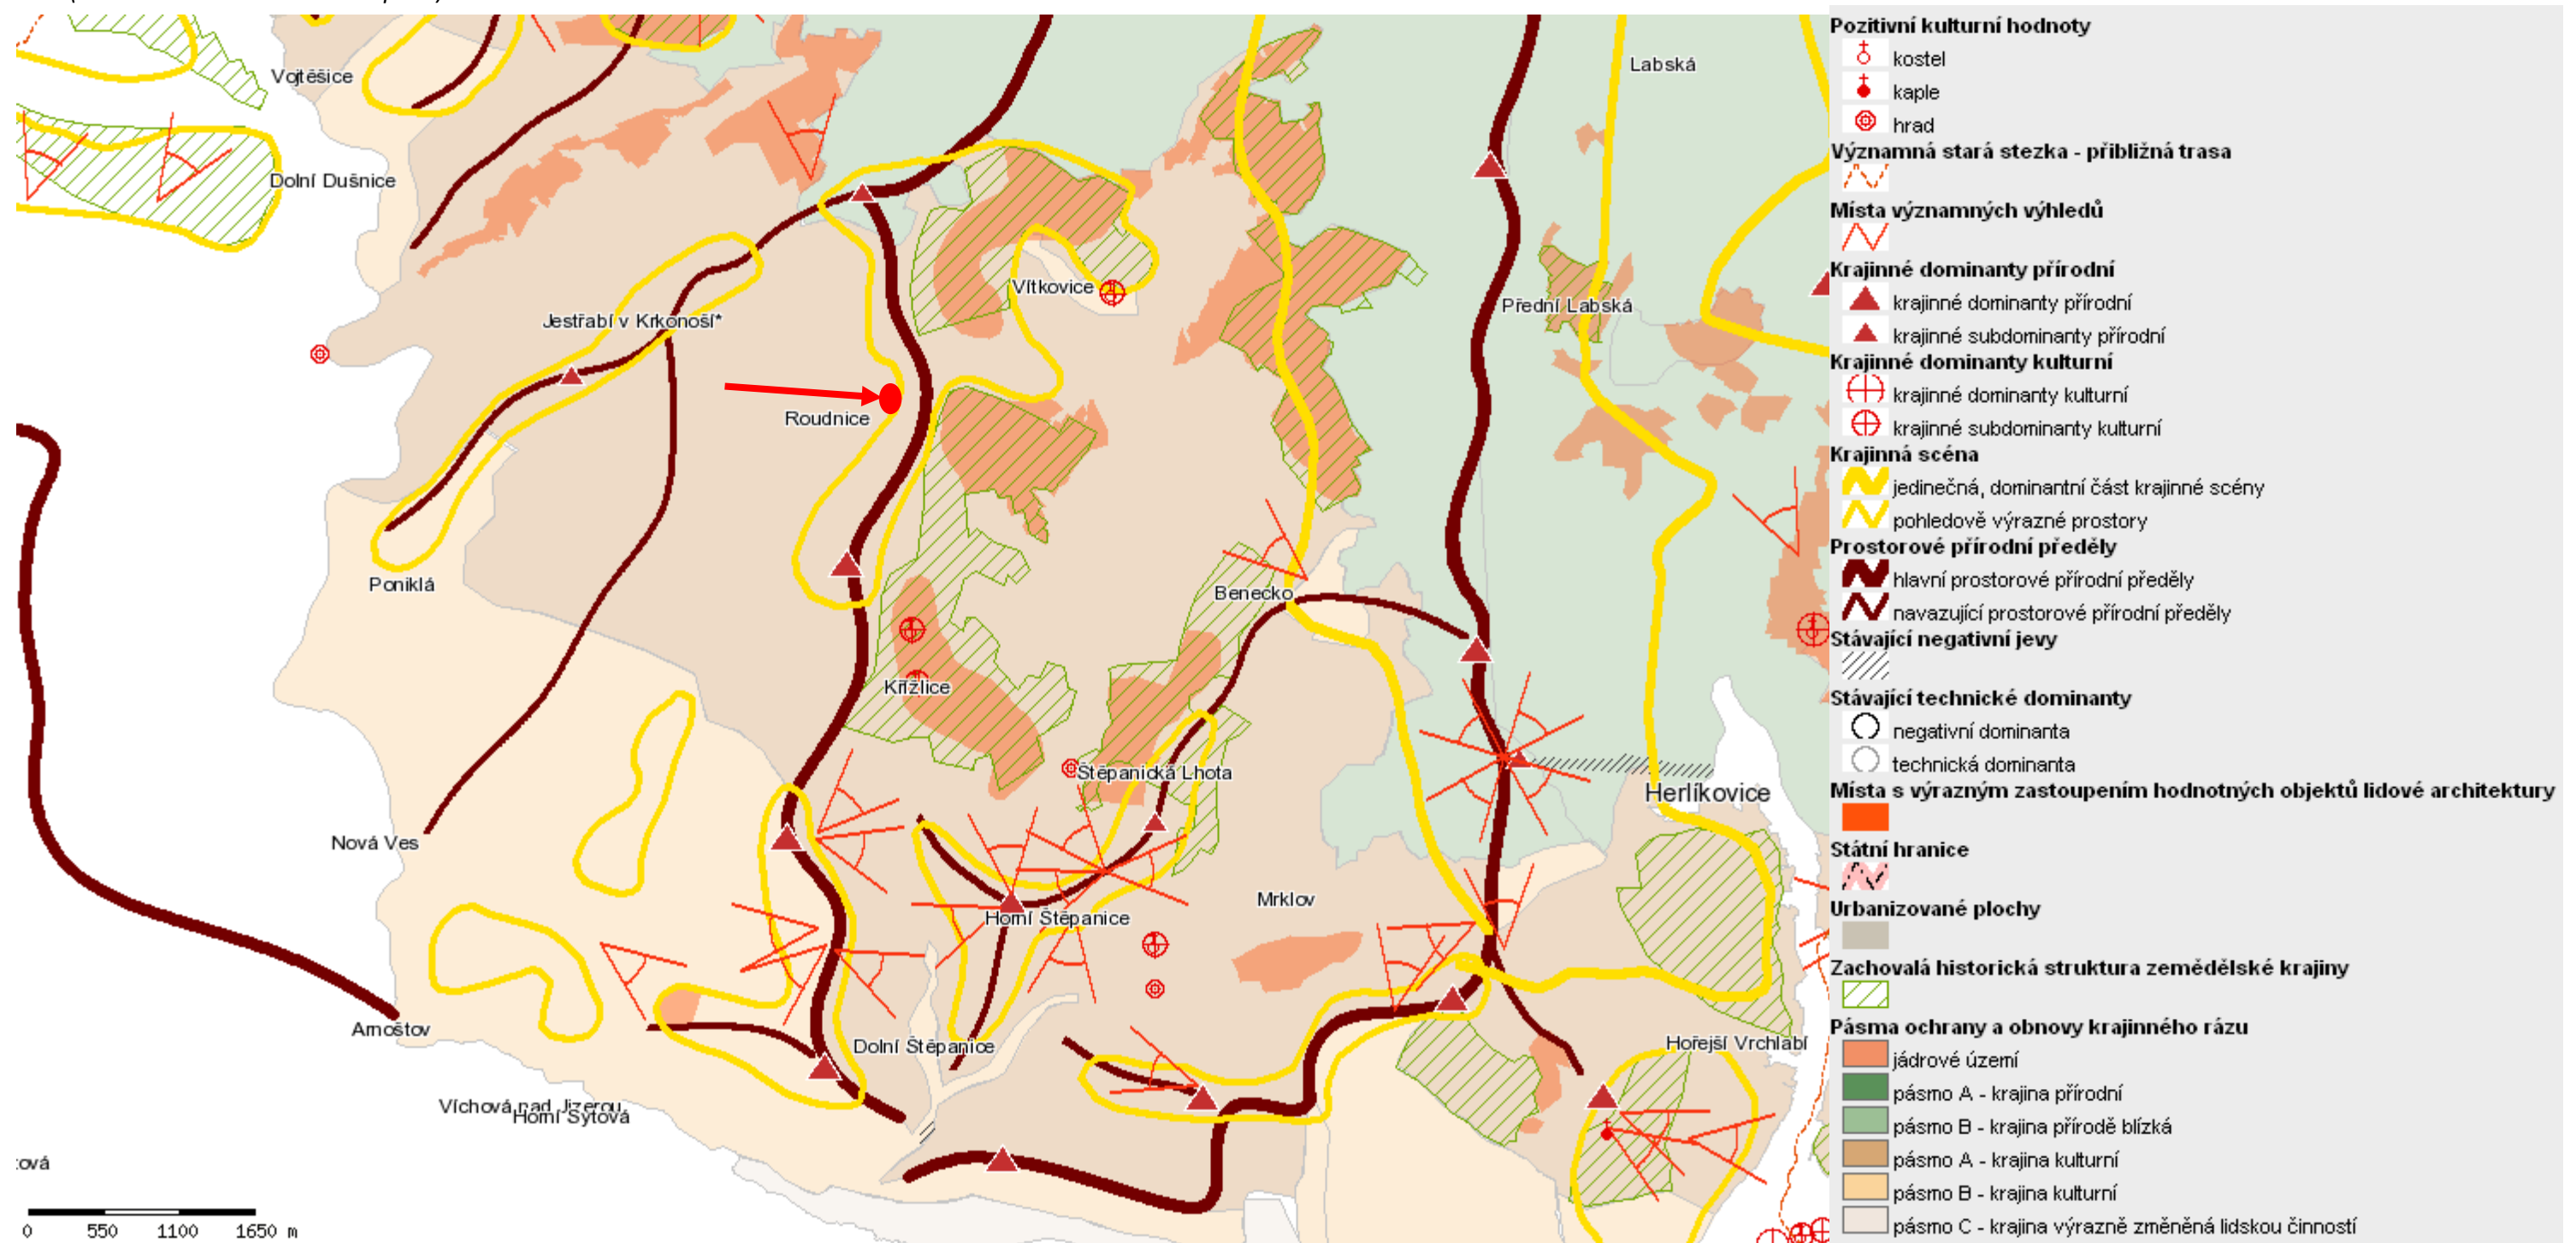 Vojtěšice
Labská
Dolní Dušnice
Vítkovice
Přední Labská
Jestřabí v Krkonoší*
Roudnice
Poniklá
Benecko
Křížlice
Štěpanická Lhota
Herlíkovice
Nová Ves
Mrklov
Horní Štěpanice
Arnoštov
Dolní Štěpanice
Hořejší Vrchlabí
Víchová nad Jizerou
Horní Sytová
ová
0 550 1100 1650 m
Pozitivní kulturní hodnoty
kostel
kaple
hrad
Významná stará stezka - přibližná trasa
Místa významných výhledů
Krajinné dominanty přírodní
krajinné dominanty přírodní
krajinné subdominanty přírodní
Krajinné dominanty kulturní
krajinné dominanty kulturní
krajinné subdominanty kulturní
Krajinná scéna
jedinečná, dominantní část krajinné scény
pohledově výrazné prostory
Prostorové přírodní předěly
hlavní prostorové přírodní předěly
navazující prostorové přírodní předěly
Stávající negativní jevy
Stávající technické dominanty
negativní dominanta
technická dominanta
Místa s výrazným zastoupením hodnotných objektů lidové architektury
Státní hranice
Urbanizované plochy
Zachovalá historická struktura zemědělské krajiny
Pásma ochrany a obnovy krajinného rázu
jádrové území
pásmo A - krajina přírodní
pásmo B - krajina přírodě blízká
pásmo A - krajina kulturní
pásmo B - krajina kulturní
pásmo C - krajina výrazně změněná lidskou činností